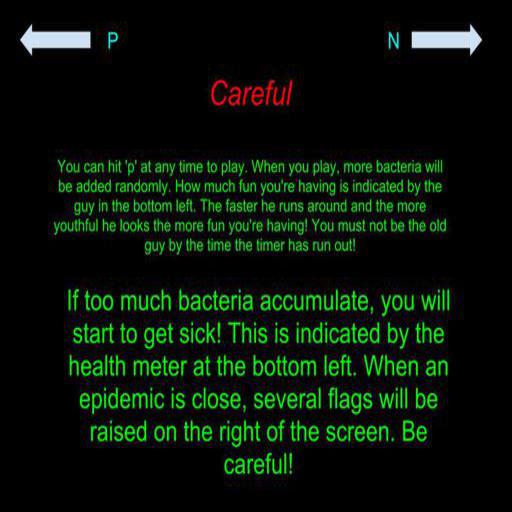 P
N
Careful
You can hit 'p' at any time to play. When you play, more bacteria will
be added randomly. How much fun you're having is indicated by the
guy in the bottom left. The faster he runs around and the more
youthful he looks the more fun you're having! You must not be the old
guy by the time the timer has run out!
If too much bacteria accumulate, you will
start to get sick! This is indicated by the
health meter at the bottom left. When an
epidemic is close, several flags will be
raised on the right of the screen. Be
careful!